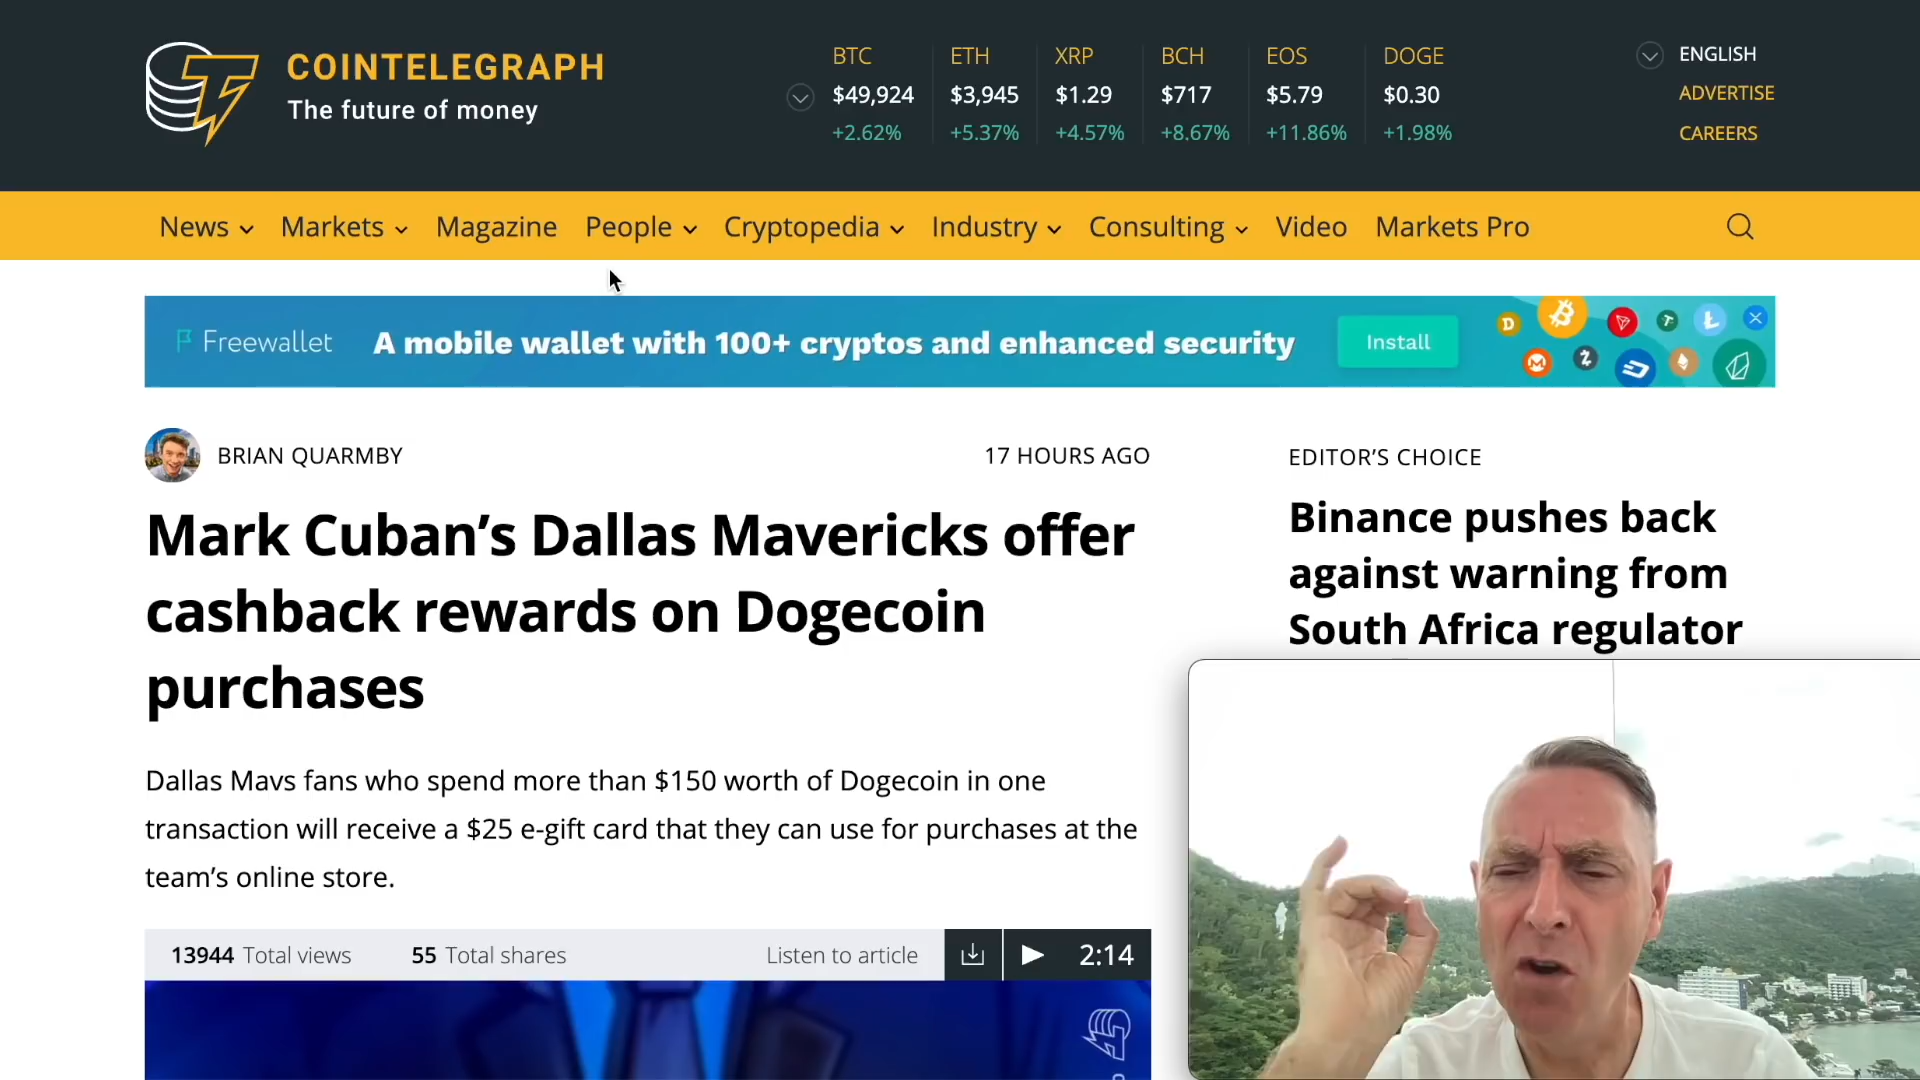 COINTELEGRAPH
The future of money
BTC
$49,924
+2.62%
ETH
$3,945
+5.37%
XRP
$1.29
+4.57%
BCH
$717
+8.67%
EOS
$5.79
+11.86%
DOGE
$0.30
+1.98%
ENGLISH
ADVERTISE
CAREERS
News Markets Magazine People Cryptopedia Industry Consulting Video Markets Pro
Freewallet A mobile wallet with 100+ cryptos and enhanced security Install
BRIAN QUARMBY 17 HOURS AGO
Mark Cuban’s Dallas Mavericks offer
cashback rewards on Dogecoin
purchases
Dallas Mavs fans who spend more than $150 worth of Dogecoin in one
transaction will receive a $25 e-gift card that they can use for purchases at the
team’s online store.
13944 Total views 55 Total shares Listen to article 2:14
EDITOR’S CHOICE
Binance pushes back
against warning from
South Africa regulator